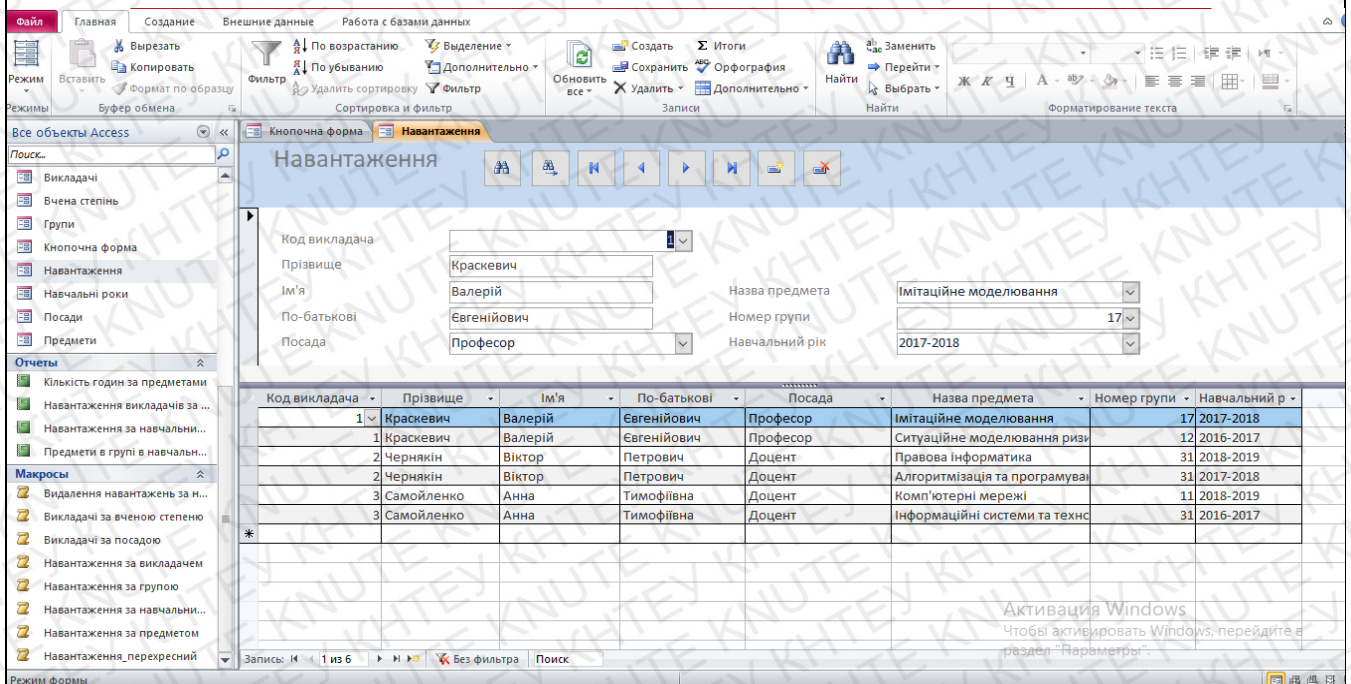 Файл Главная Создание Внешние данные Работа с базами данных
Вырезать По возрастанию Выделение Создать Σ Итоги Заменить
Копировать По убыванию Дополнительно Сохранить Орфография Перейти
Режим Вставить Формат по образцу Фильтр Удалить сортировку Фильтр Обновить все Удалить Дополнительно Найти Выбрать Ж К Ч А
Режимы Буфер обмена Сортировка и фильтр Записи Найти Форматирование текста
Все объекты Access
Поиск...
Викладачі
Вчена степінь
Групи
Кнопочна форма
Навантаження
Навчальні роки
Посади
Предмети
Отчеты
Кількість годин за предметами
Навантаження викладачів за ...
Навантаження за навчальни...
Предмети в групі в навчальн...
Макросы
Видалення навантажень за н...
Викладачі за вченою степеню
Викладачі за посадою
Навантаження за викладачем
Навантаження за групою
Навантаження за навчальни...
Навантаження за предметом
Навантаження_перехресний
Кнопочна форма Навантаження
Навантаження
Код викладача 1
Прізвище Краскевич
Ім'я Валерій Назва предмета Імітаційне моделювання
По-батькові Євгенійович Номер групи 17
Посада Професор Навчальний рік 2017-2018
Код викладача Прізвище Ім'я По-батькові Посада Назва предмета Номер групи Навчальний р
1 Краскевич Валерій Євгенійович Професор Імітаційне моделювання 17 2017-2018
1 Краскевич Валерій Євгенійович Професор Ситуаційне моделювання ризи 12 2016-2017
2 Чернякін Віктор Петрович Доцент Правова інформатика 31 2018-2019
2 Чернякін Віктор Петрович Доцент Алгоритмізація та програмуван 31 2017-2018
3 Самойленко Анна Тимофіївна Доцент Комп'ютерні мережі 11 2018-2019
3 Самойленко Анна Тимофіївна Доцент Інформаційні системи та техно 31 2016-2017
Активация Windows
Чтобы активировать Windows, перейдите в
раздел "Параметры".
Запись: 1 из 6 Без фильтра Поиск
Режим формы
KNUTE KHTEУ